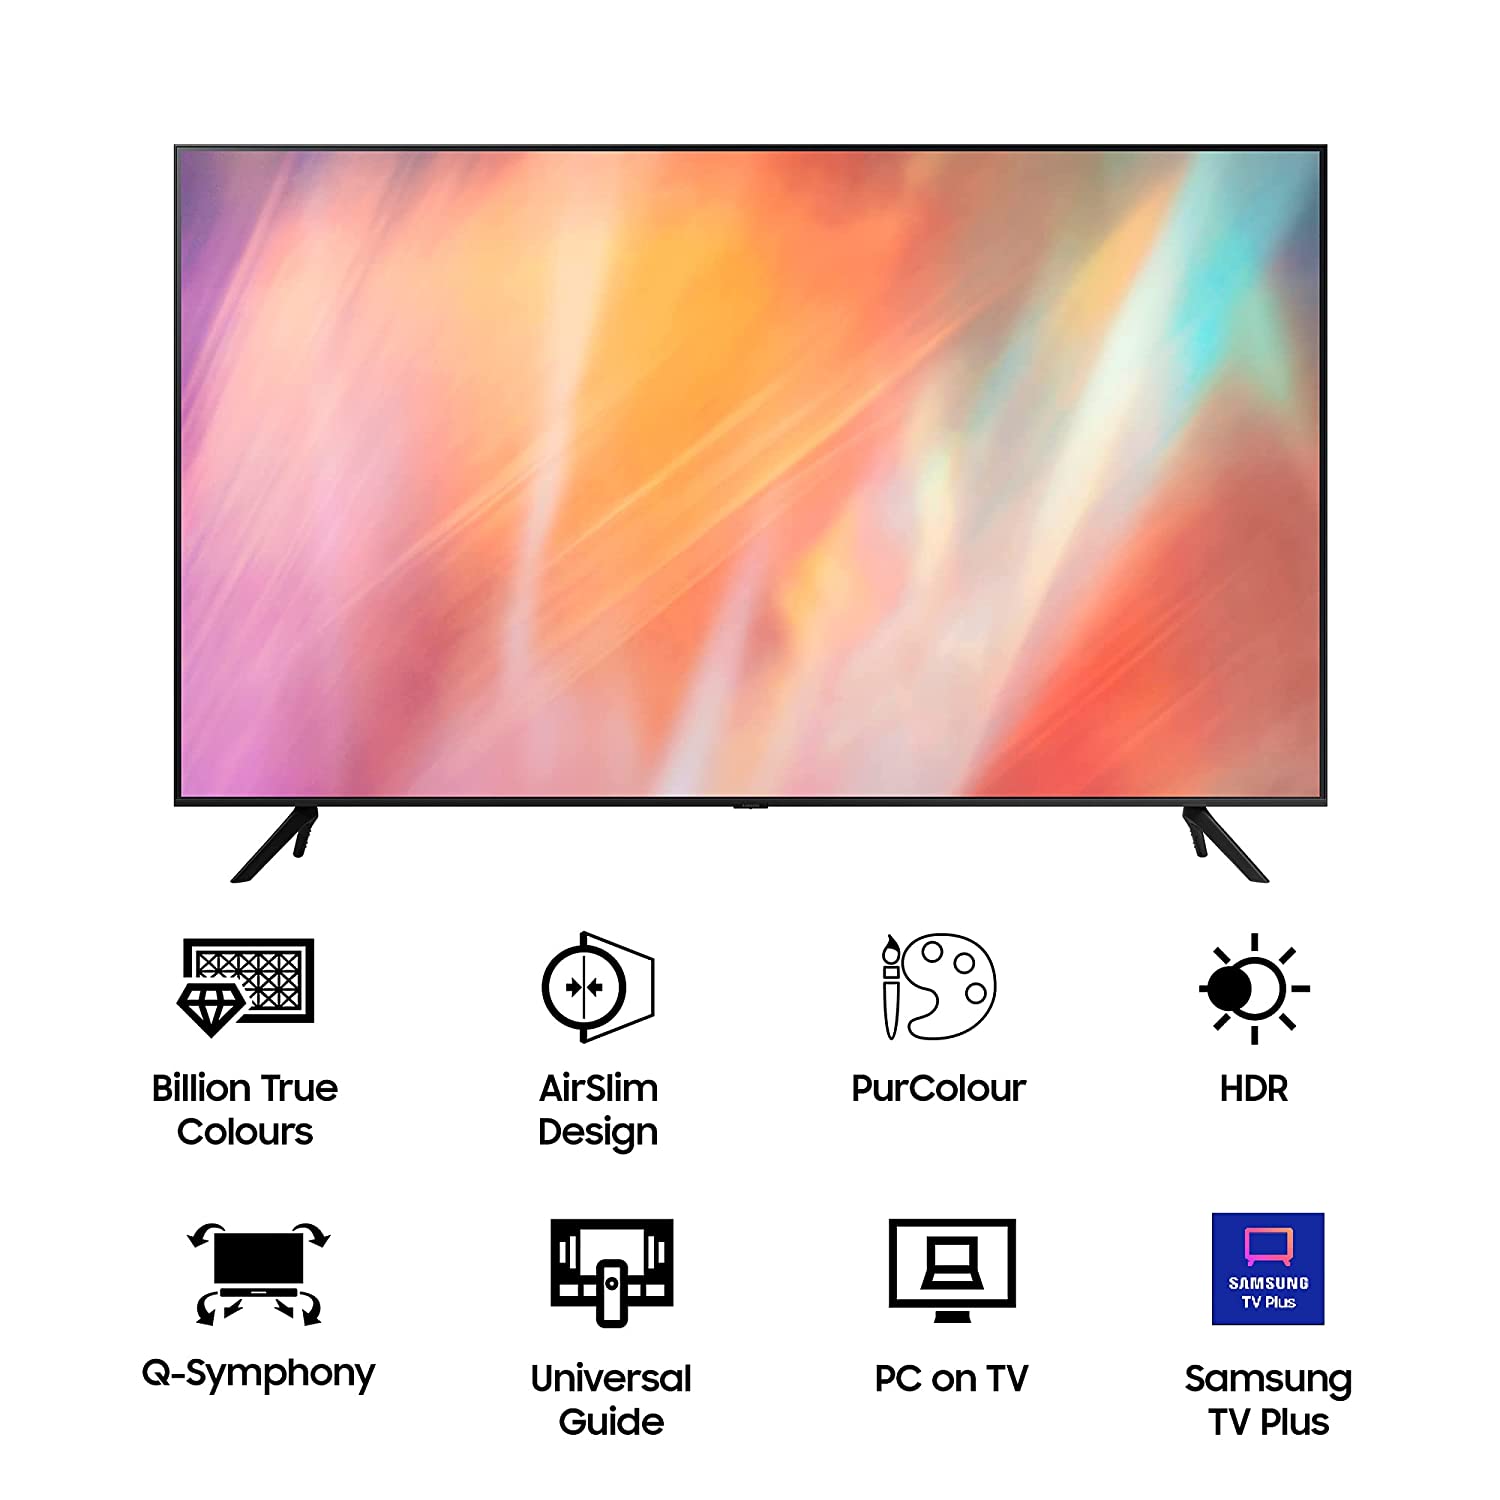 Billion True
Colours
AirSlim
Design
PurColour
HDR
Q-Symphony
Universal
Guide
PC on TV
SAMSUNG
TV Plus
Samsung
TV Plus